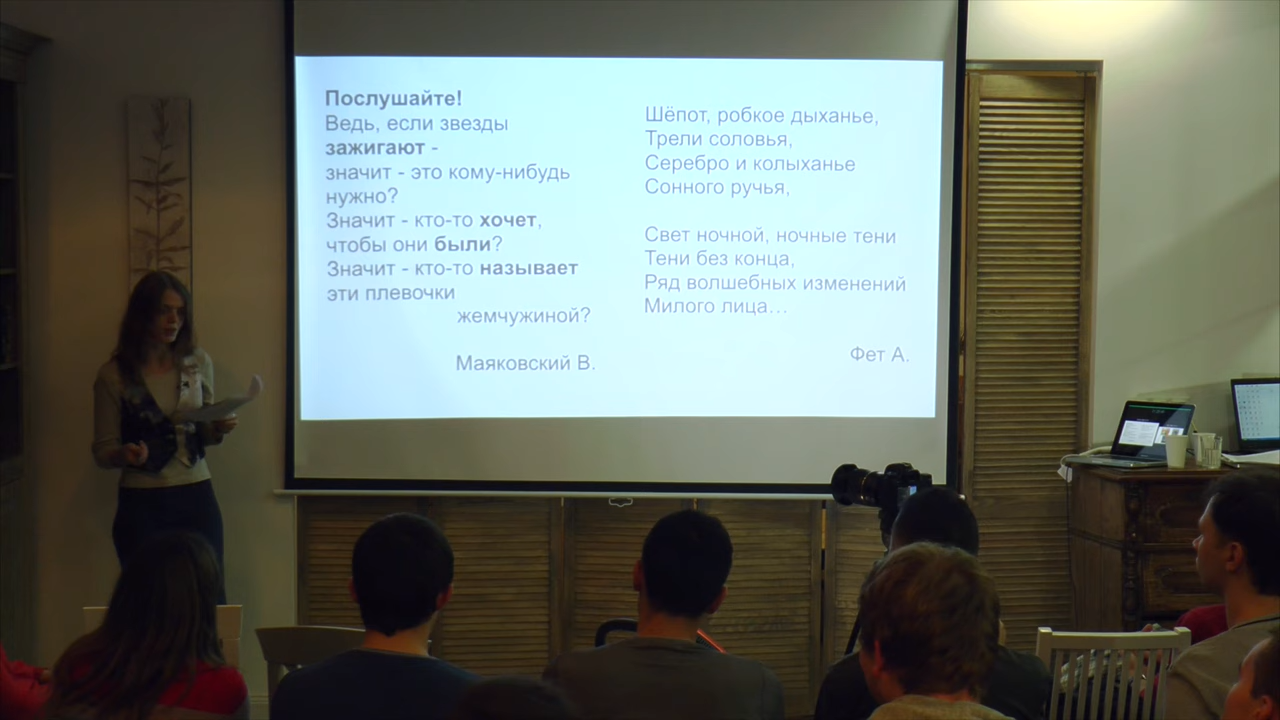 Послушайте!
Ведь, если звезды
зажигают -
значит - это кому-нибудь
нужно?
Значит - кто-то хочет,
чтобы они были?
Значит - кто-то называет
эти плевочки
жемчужиной?
Маяковский В.
Шёпот, робкое дыханье,
Трели соловья,
Серебро и колыханье
Сонного ручья,
Свет ночной, ночные тени
Тени без конца,
Ряд волшебных изменений
Милого лица…
Фет А.